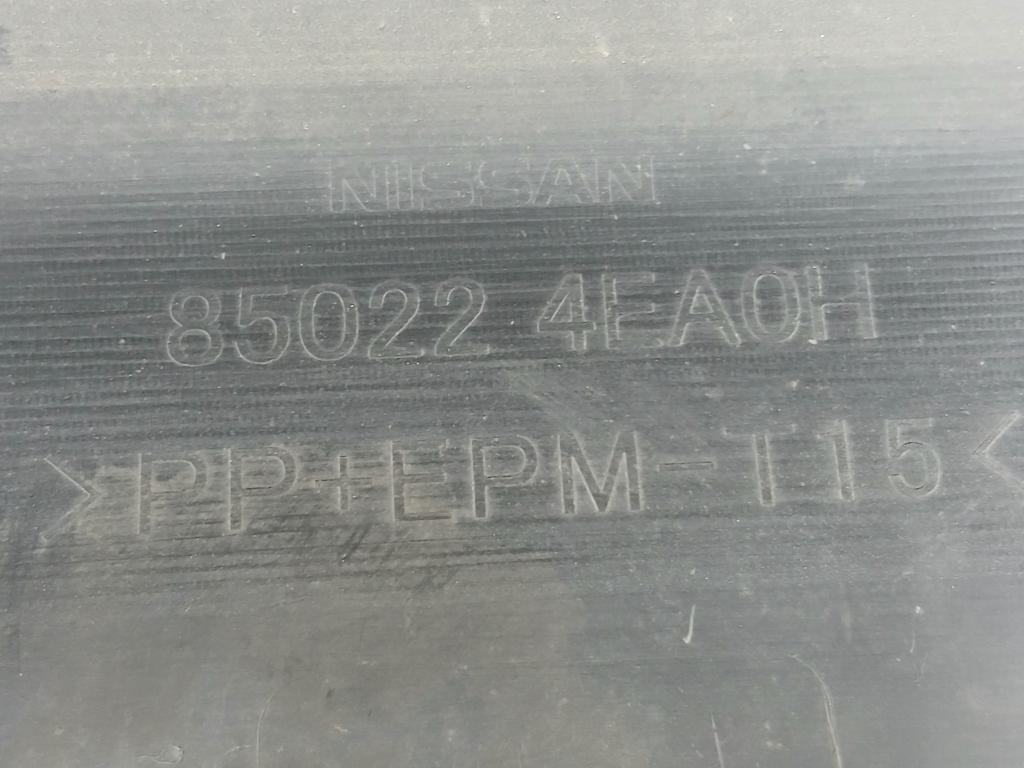 NISSAN
85022 4EA0H
>PP+EPM-T15<